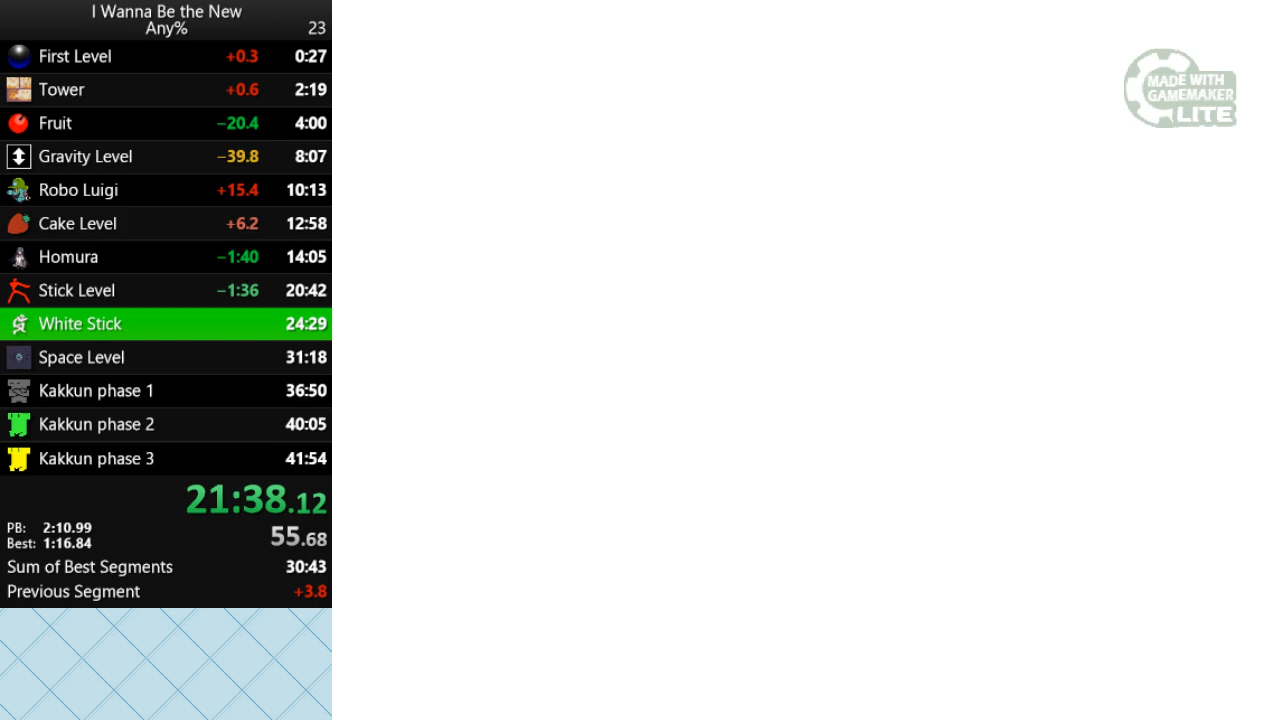 I Wanna Be the New
Any% 23
First Level +0.3 0:27
Tower +0.6 2:19
Fruit −20.4 4:00
Gravity Level −39.8 8:07
Robo Luigi +15.4 10:13
Cake Level +6.2 12:58
Homura −1:40 14:05
Stick Level −1:36 20:42
White Stick 24:29
Space Level 31:18
Kakkun phase 1 36:50
Kakkun phase 2 40:05
Kakkun phase 3 41:54
21:38.12
PB: 2:10.99
Best: 1:16.84
55.68
Sum of Best Segments 30:43
Previous Segment +3.8
MADE WITH
GAMEMAKER
LITE